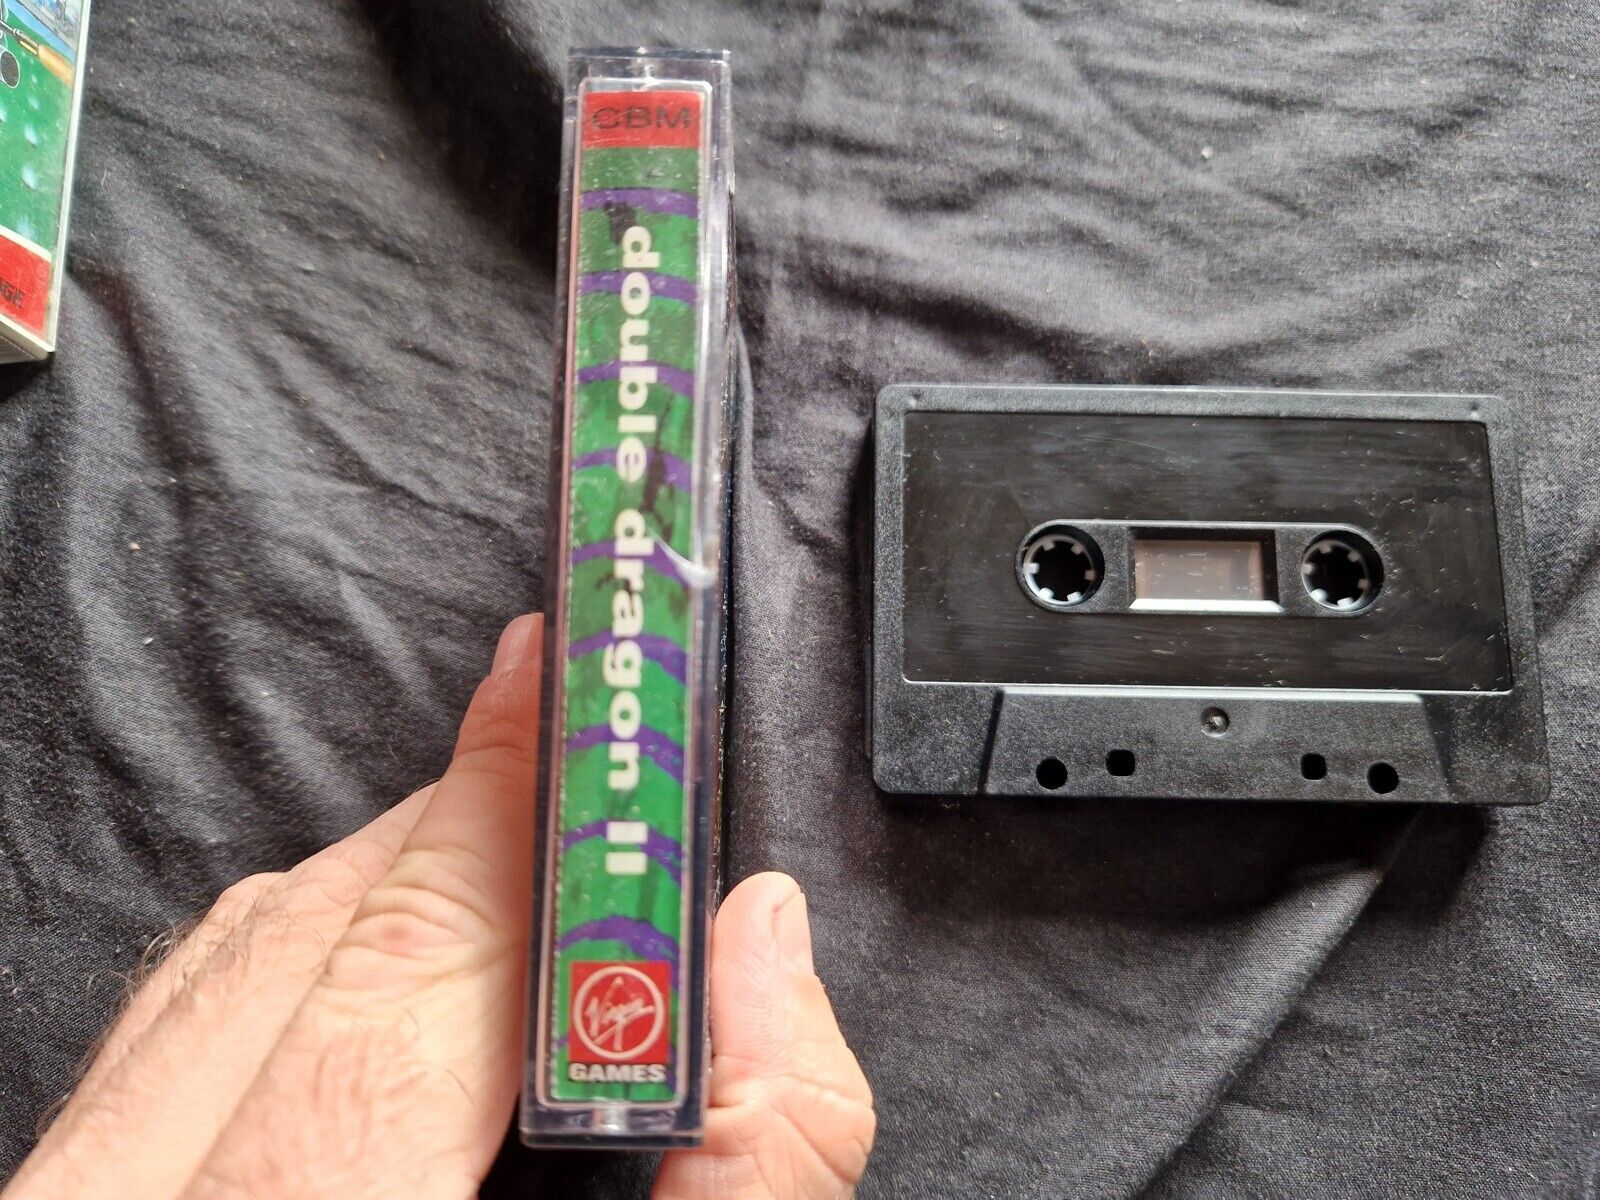 CBM
double dragon II
Virgin
GAMES